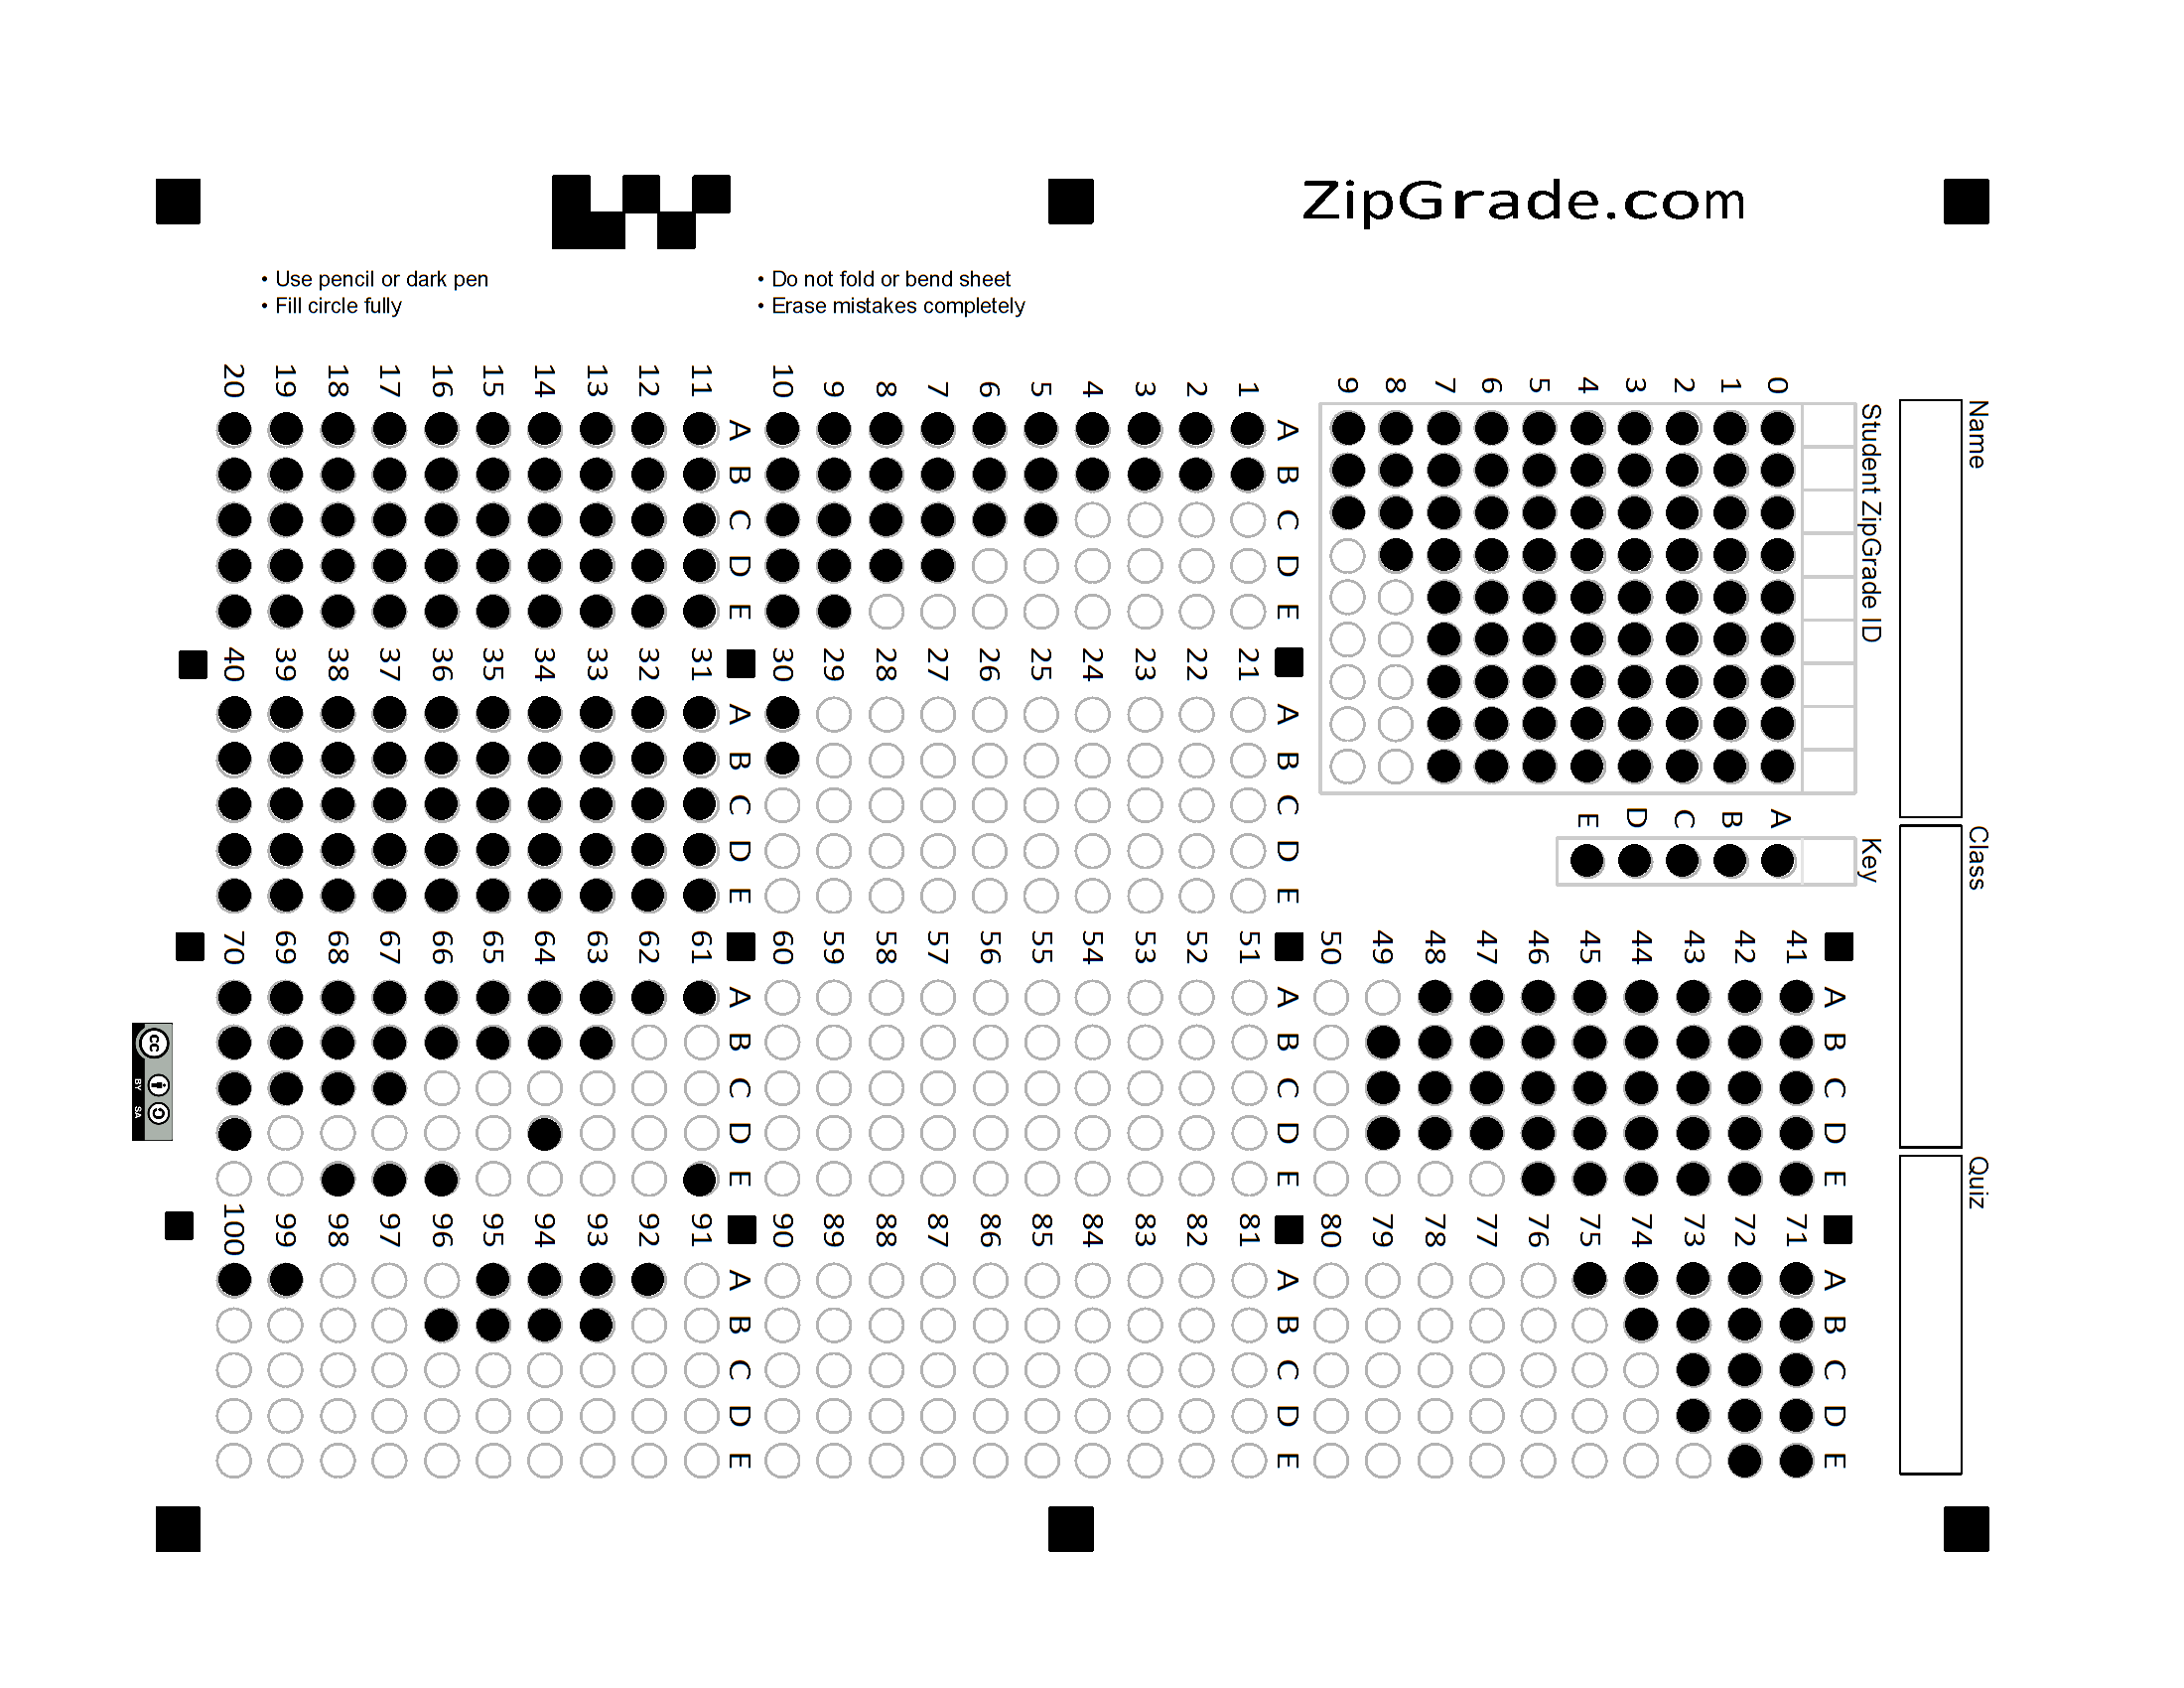 ZipGrade.com
• Use pencil or dark pen
• Fill circle fully
• Do not fold or bend sheet
• Erase mistakes completely
Name
Class
Quiz
Student ZipGrade ID
0 1 2 3 4 5 6 7 8 9
Key
A B C D E
A B C D E
1 2 3 4 5 6 7 8 9 10
A B C D E
11 12 13 14 15 16 17 18 19 20
A B C D E
21 22 23 24 25 26 27 28 29 30
A B C D E
31 32 33 34 35 36 37 38 39 40
A B C D E
41 42 43 44 45 46 47 48 49 50
A B C D E
51 52 53 54 55 56 57 58 59 60
A B C D E
61 62 63 64 65 66 67 68 69 70
A B C D E
71 72 73 74 75 76 77 78 79 80
A B C D E
81 82 83 84 85 86 87 88 89 90
A B C D E
91 92 93 94 95 96 97 98 99 100
A B C D E
cc BY SA